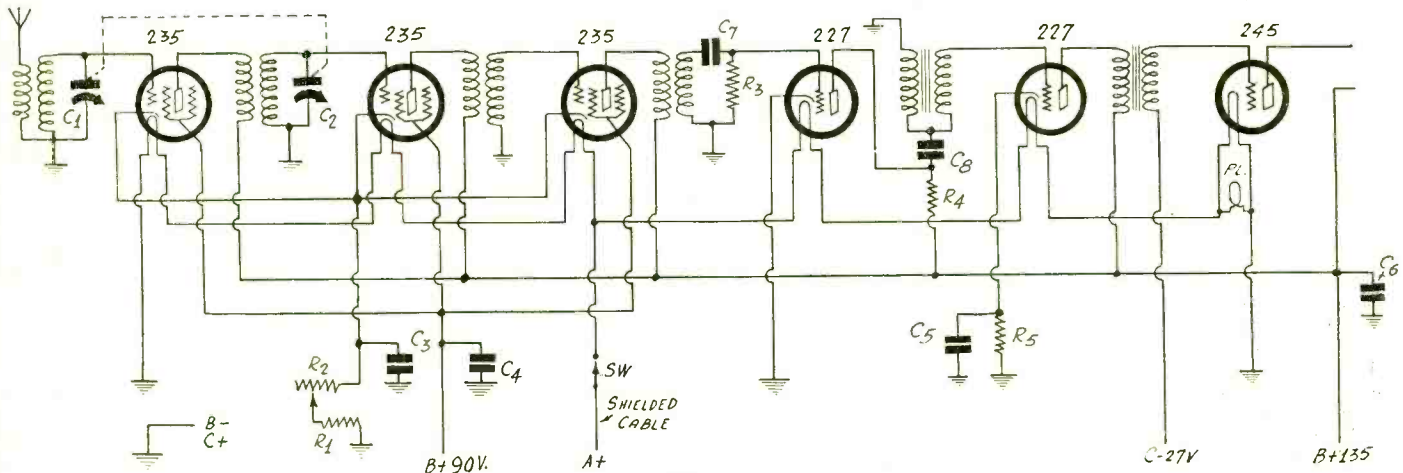 235
235
235
227
227
245
C1
C2
C7
R3
C8
R4
PL.
C6
C3
C4
C5
R5
R2
R1
SW
SHIELDED
CABLE
B-
C+
B+90V.
A+
C-27V
B+135